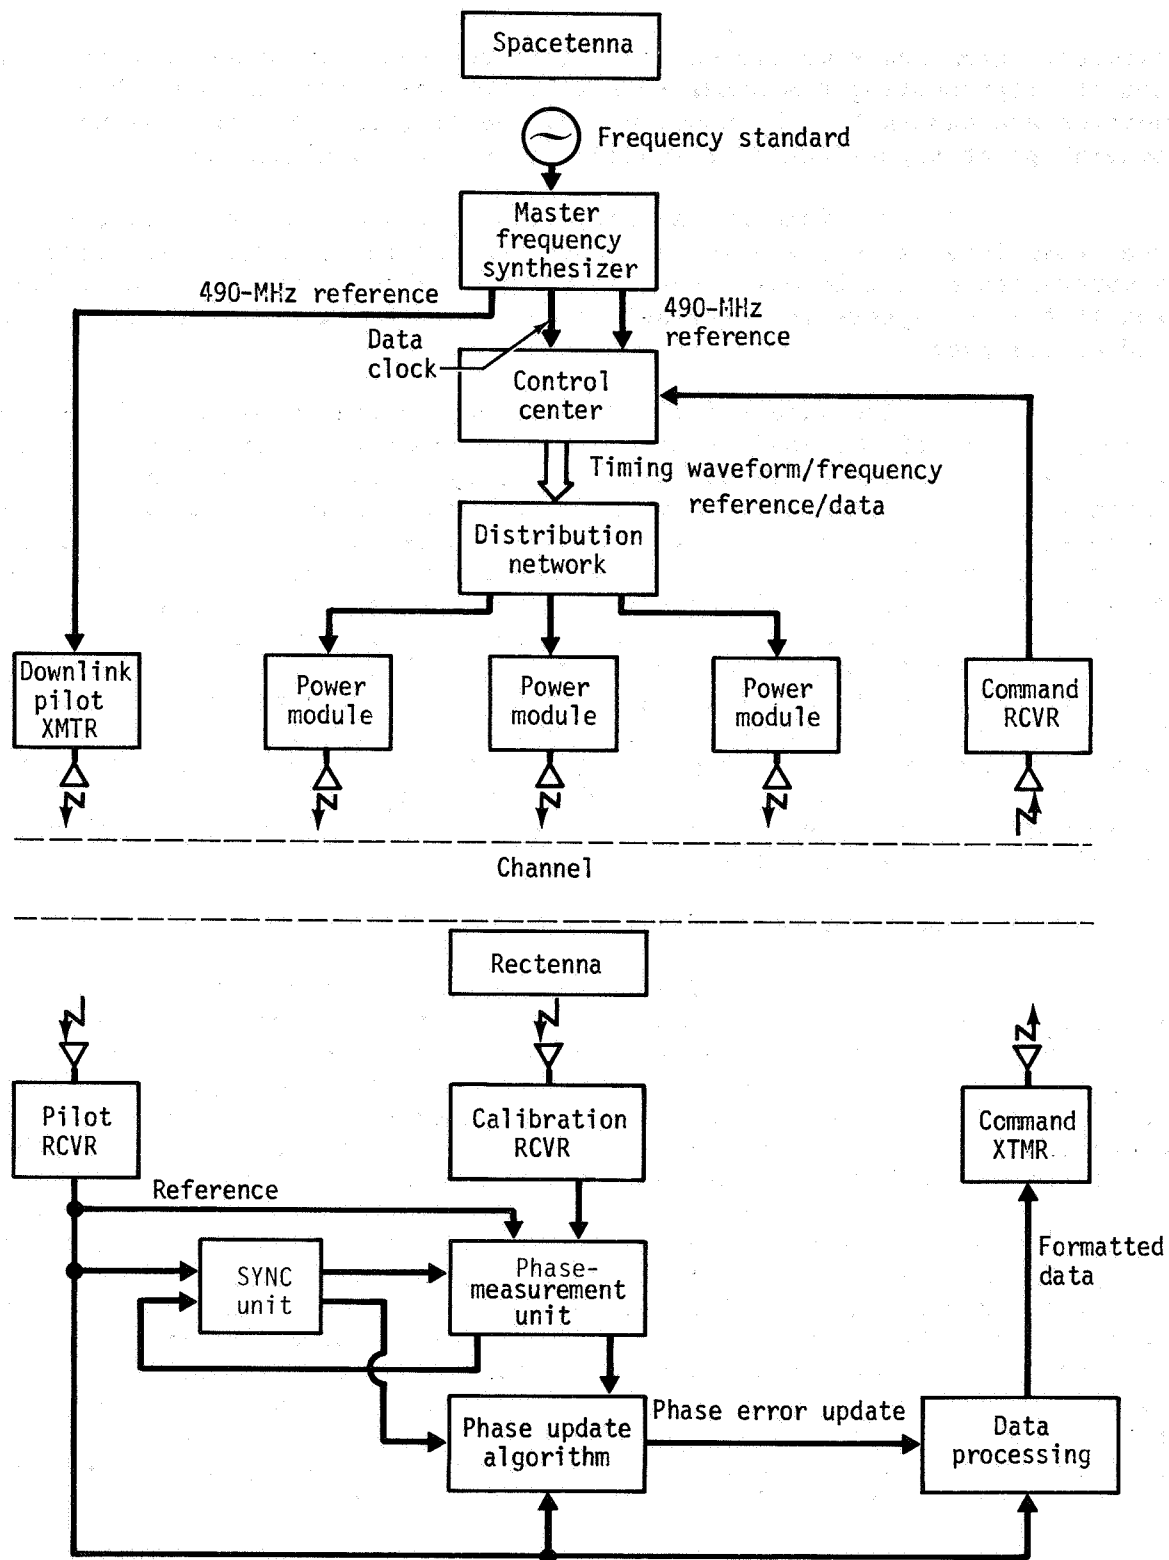 Spacetenna
Frequency standard
Master
frequency
synthesizer
490-MHz reference
490-MHz
reference
Data
clock
Control
center
Timing waveform/frequency
reference/data
Distribution
network
Downlink
pilot
XMTR
Power
module
Power
module
Power
module
Command
RCVR
Channel
Rectenna
Pilot
RCVR
Calibration
RCVR
Command
XTMR
Reference
SYNC
unit
Phase-
measurement
unit
Formatted
data
Phase update
algorithm
Phase error update
Data
processing